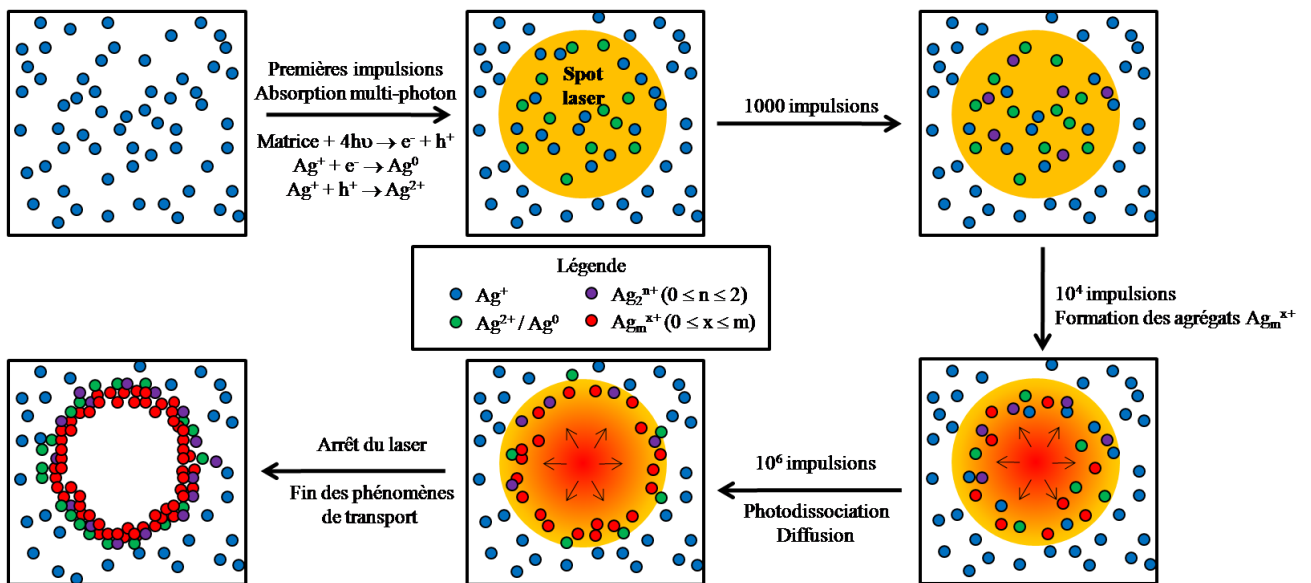 Premières impulsions
Absorption multi-photon
Matrice + 4hυ → e⁻ + h⁺
Ag⁺ + e⁻ → Ag⁰
Ag⁺ + h⁺ → Ag²⁺
Spot
laser
1000 impulsions
Légende
Ag⁺
Ag₂ⁿ⁺ (0 ≤ n ≤ 2)
Ag²⁺ / Ag⁰
Agₘˣ⁺ (0 ≤ x ≤ m)
10⁴ impulsions
Formation des agrégats Agₘˣ⁺
10⁶ impulsions
Photodissociation
Diffusion
Arrêt du laser
Fin des phénomènes
de transport